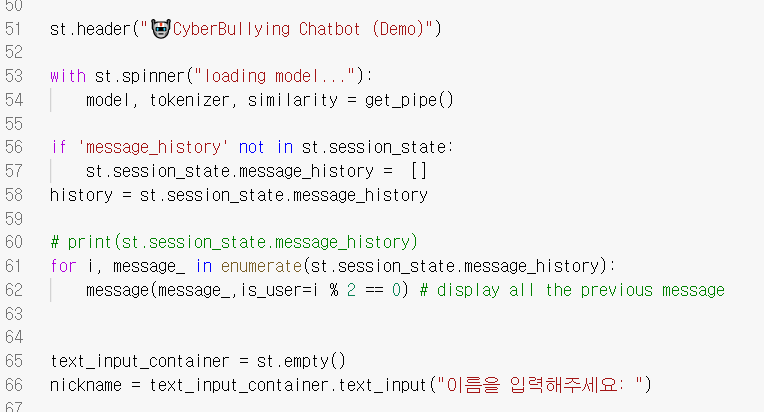 50
51 st.header("🤖CyberBullying Chatbot (Demo)")
52
53 with st.spinner("loading model..."):
54     model, tokenizer, similarity = get_pipe()
55
56 if 'message_history' not in st.session_state:
57     st.session_state.message_history =  []
58 history = st.session_state.message_history
59
60 # print(st.session_state.message_history)
61 for i, message_ in enumerate(st.session_state.message_history):
62     message(message_,is_user=i % 2 == 0) # display all the previous message
63
64
65 text_input_container = st.empty()
66 nickname = text_input_container.text_input("이름을 입력해주세요: ")
67